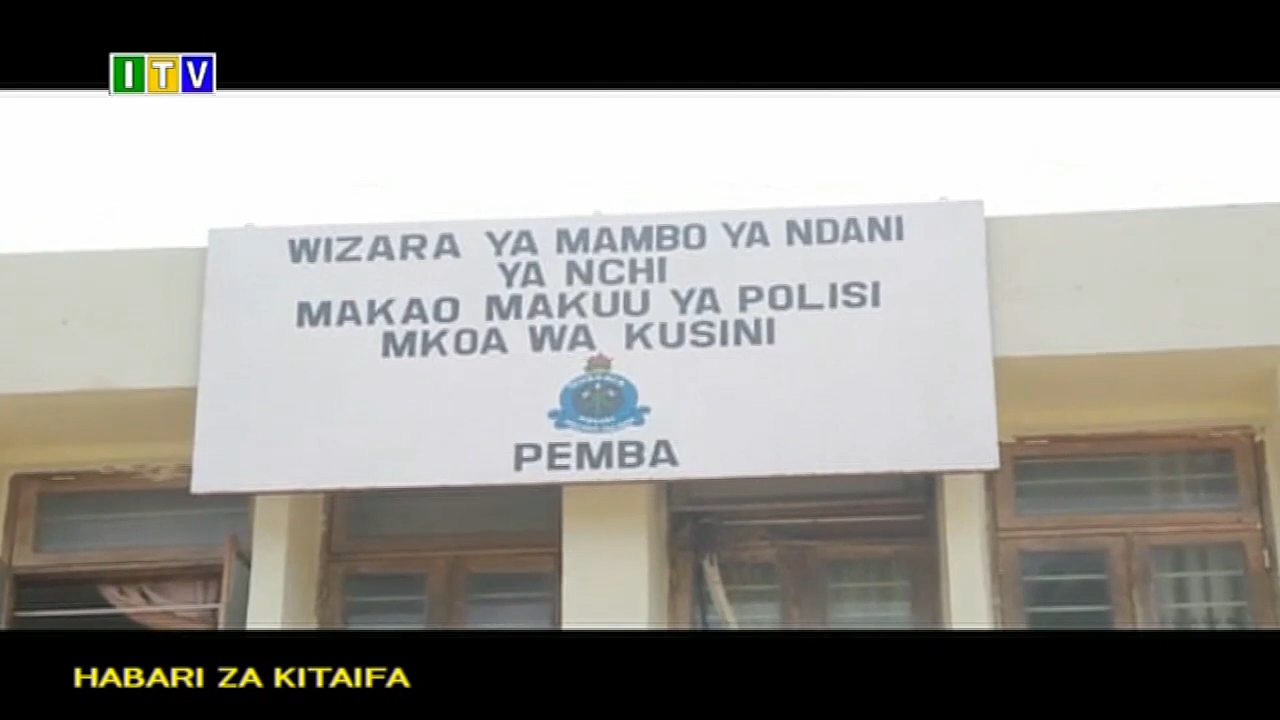 ITV
WIZARA YA MAMBO YA NDANI
YA NCHI
MAKAO MAKUU YA POLISI
MKOA WA KUSINI
PEMBA
HABARI ZA KITAIFA